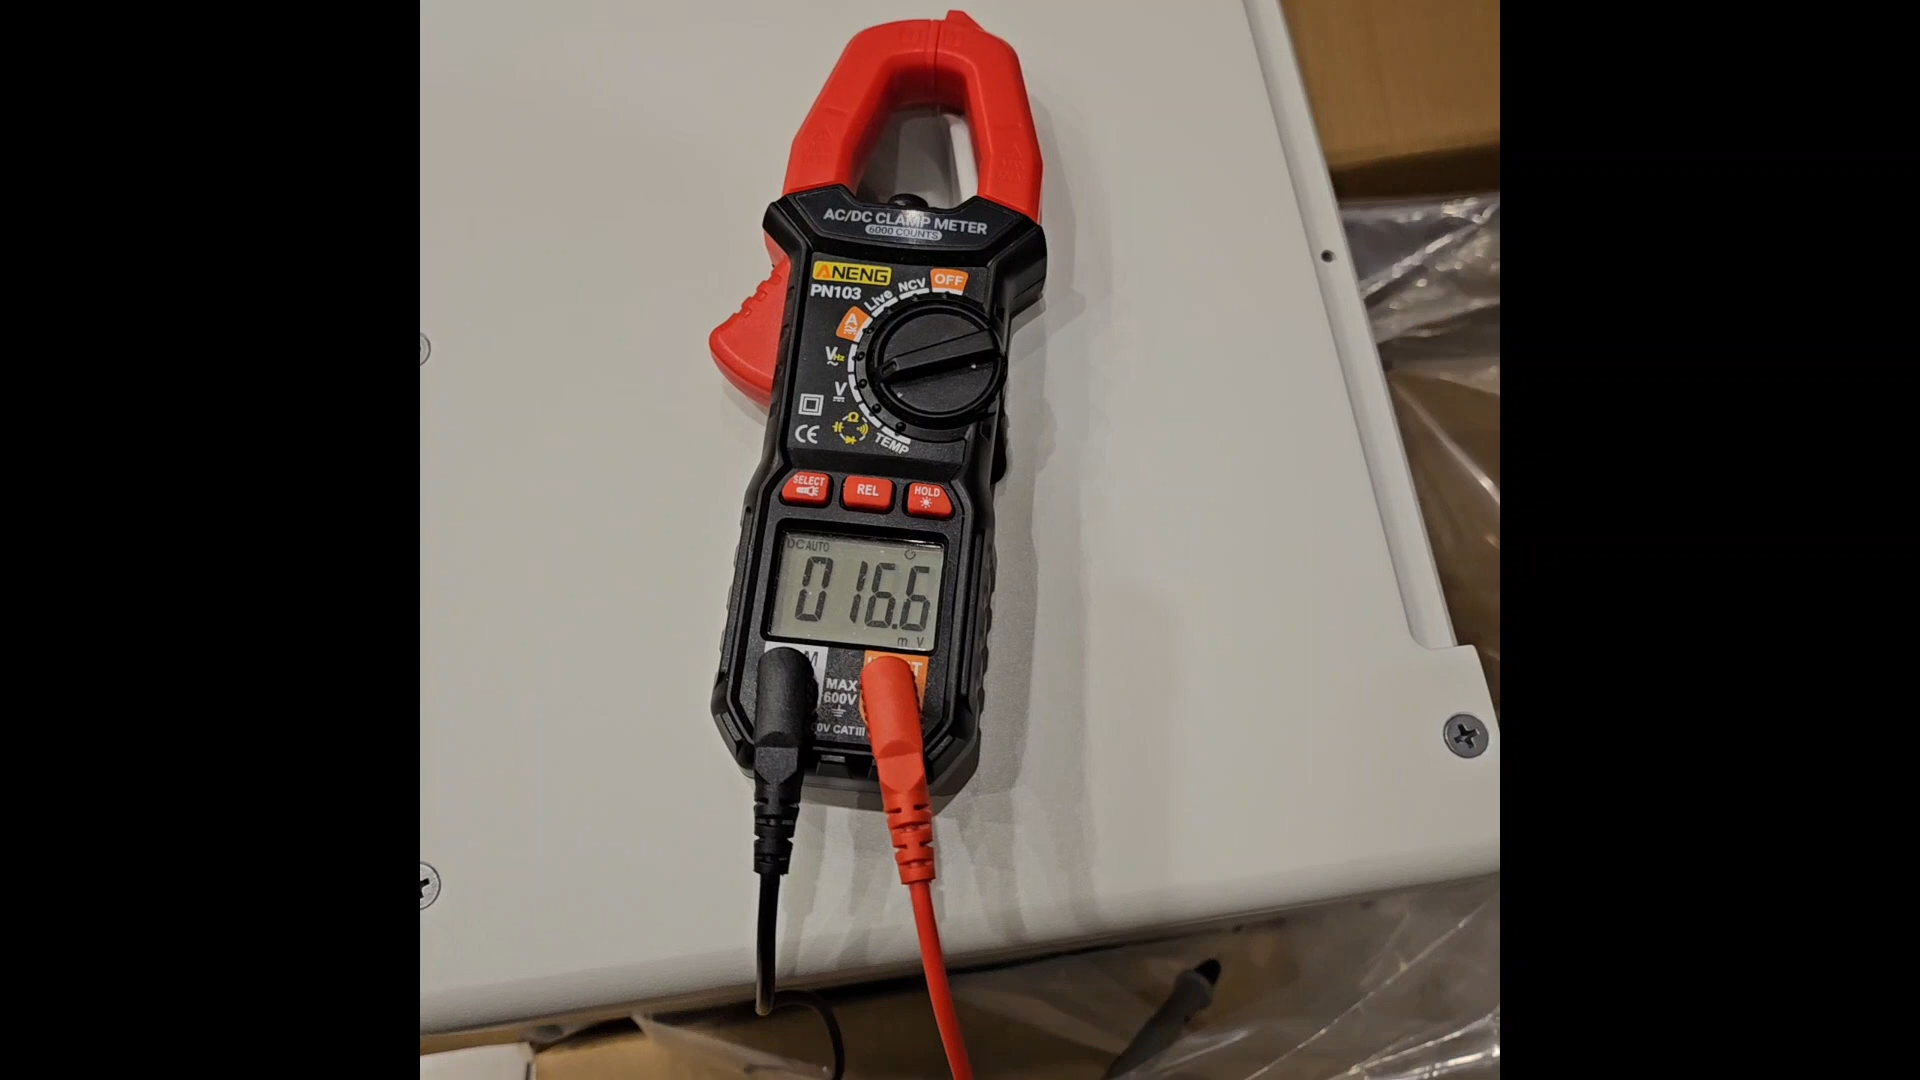 AC/DC CLAMP METER
6000 COUNTS
ANENG
PN103
Live
NCV
OFF
A
V Hz
V
Ω
CE
TEMP
SELECT
REL
HOLD
DC AUTO
016.6
m V
MAX
600V
CAT III